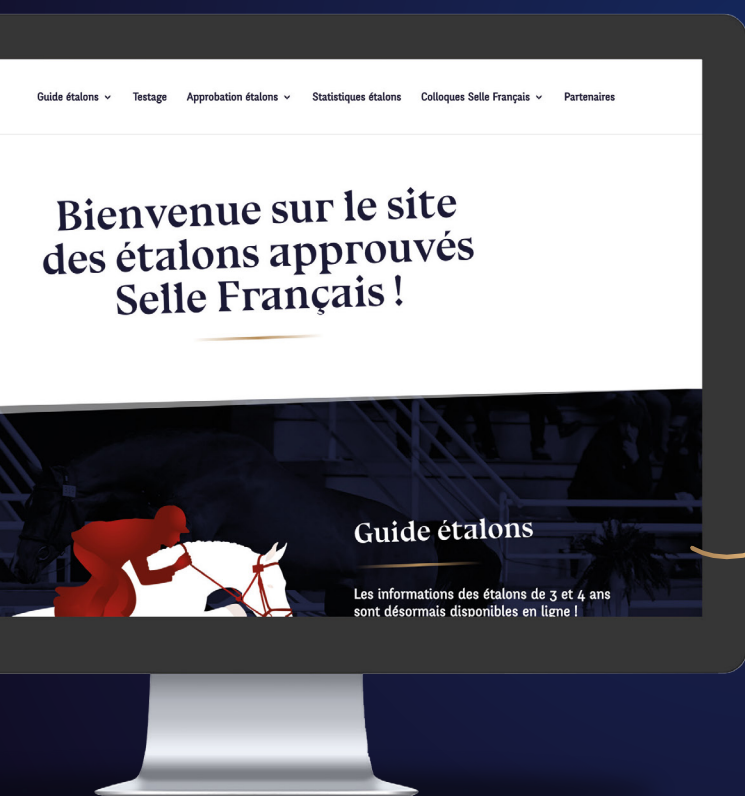 Guide étalons Testage Approbation étalons Statistiques étalons Colloques Selle Français Partenaires
Bienvenue sur le site
des étalons approuvés
Selle Français !
Guide étalons
Les informations des étalons de 3 et 4 ans
sont désormais disponibles en ligne !